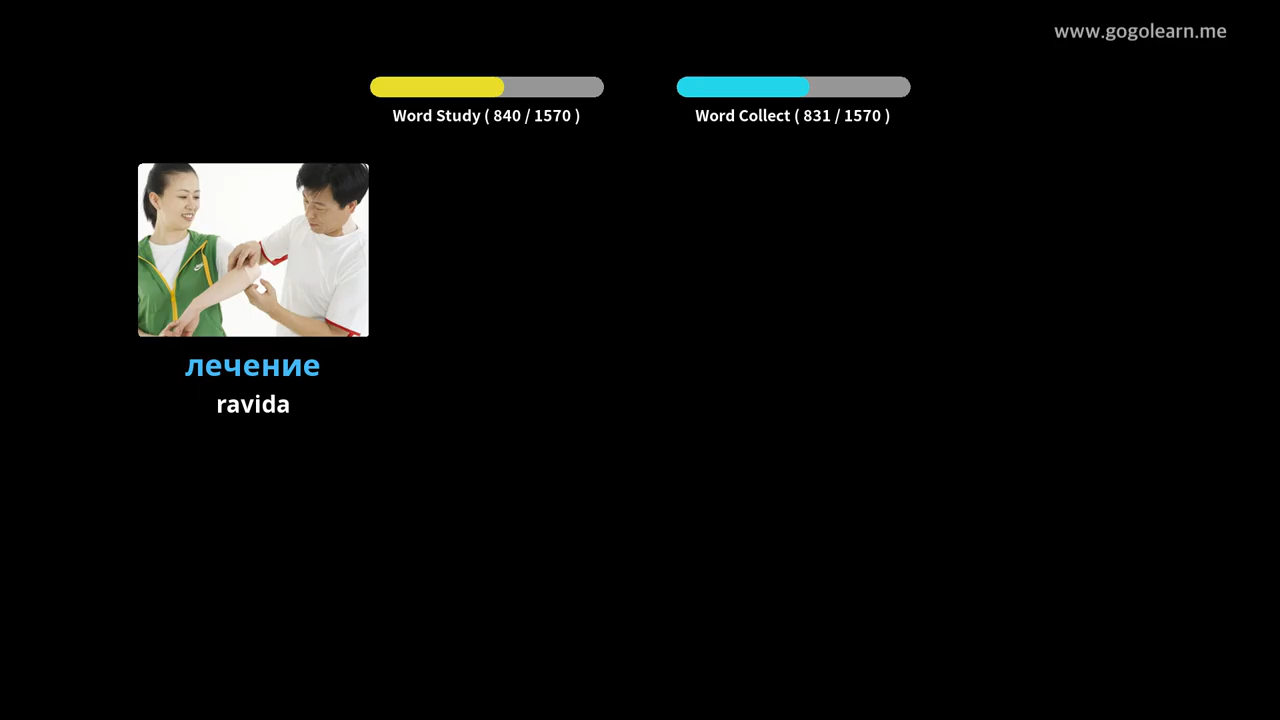 www.gogolearn.me
Word Study ( 840 / 1570 )
Word Collect ( 831 / 1570 )
лечение
ravida